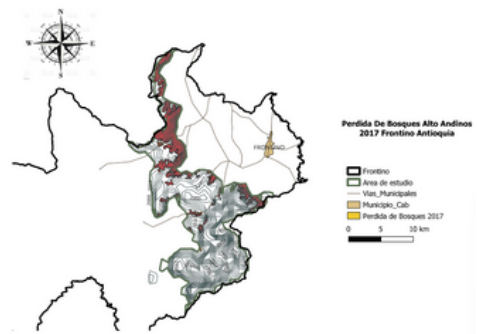 N
W
E
S
FRONTINO
Perdida De Bosques Alto Andinos
2017 Frontino Antioquia
Frontino
Area de estudio
Vias_Municipales
Municipio_Cab
Perdida de Bosques 2017
0 5 10 km